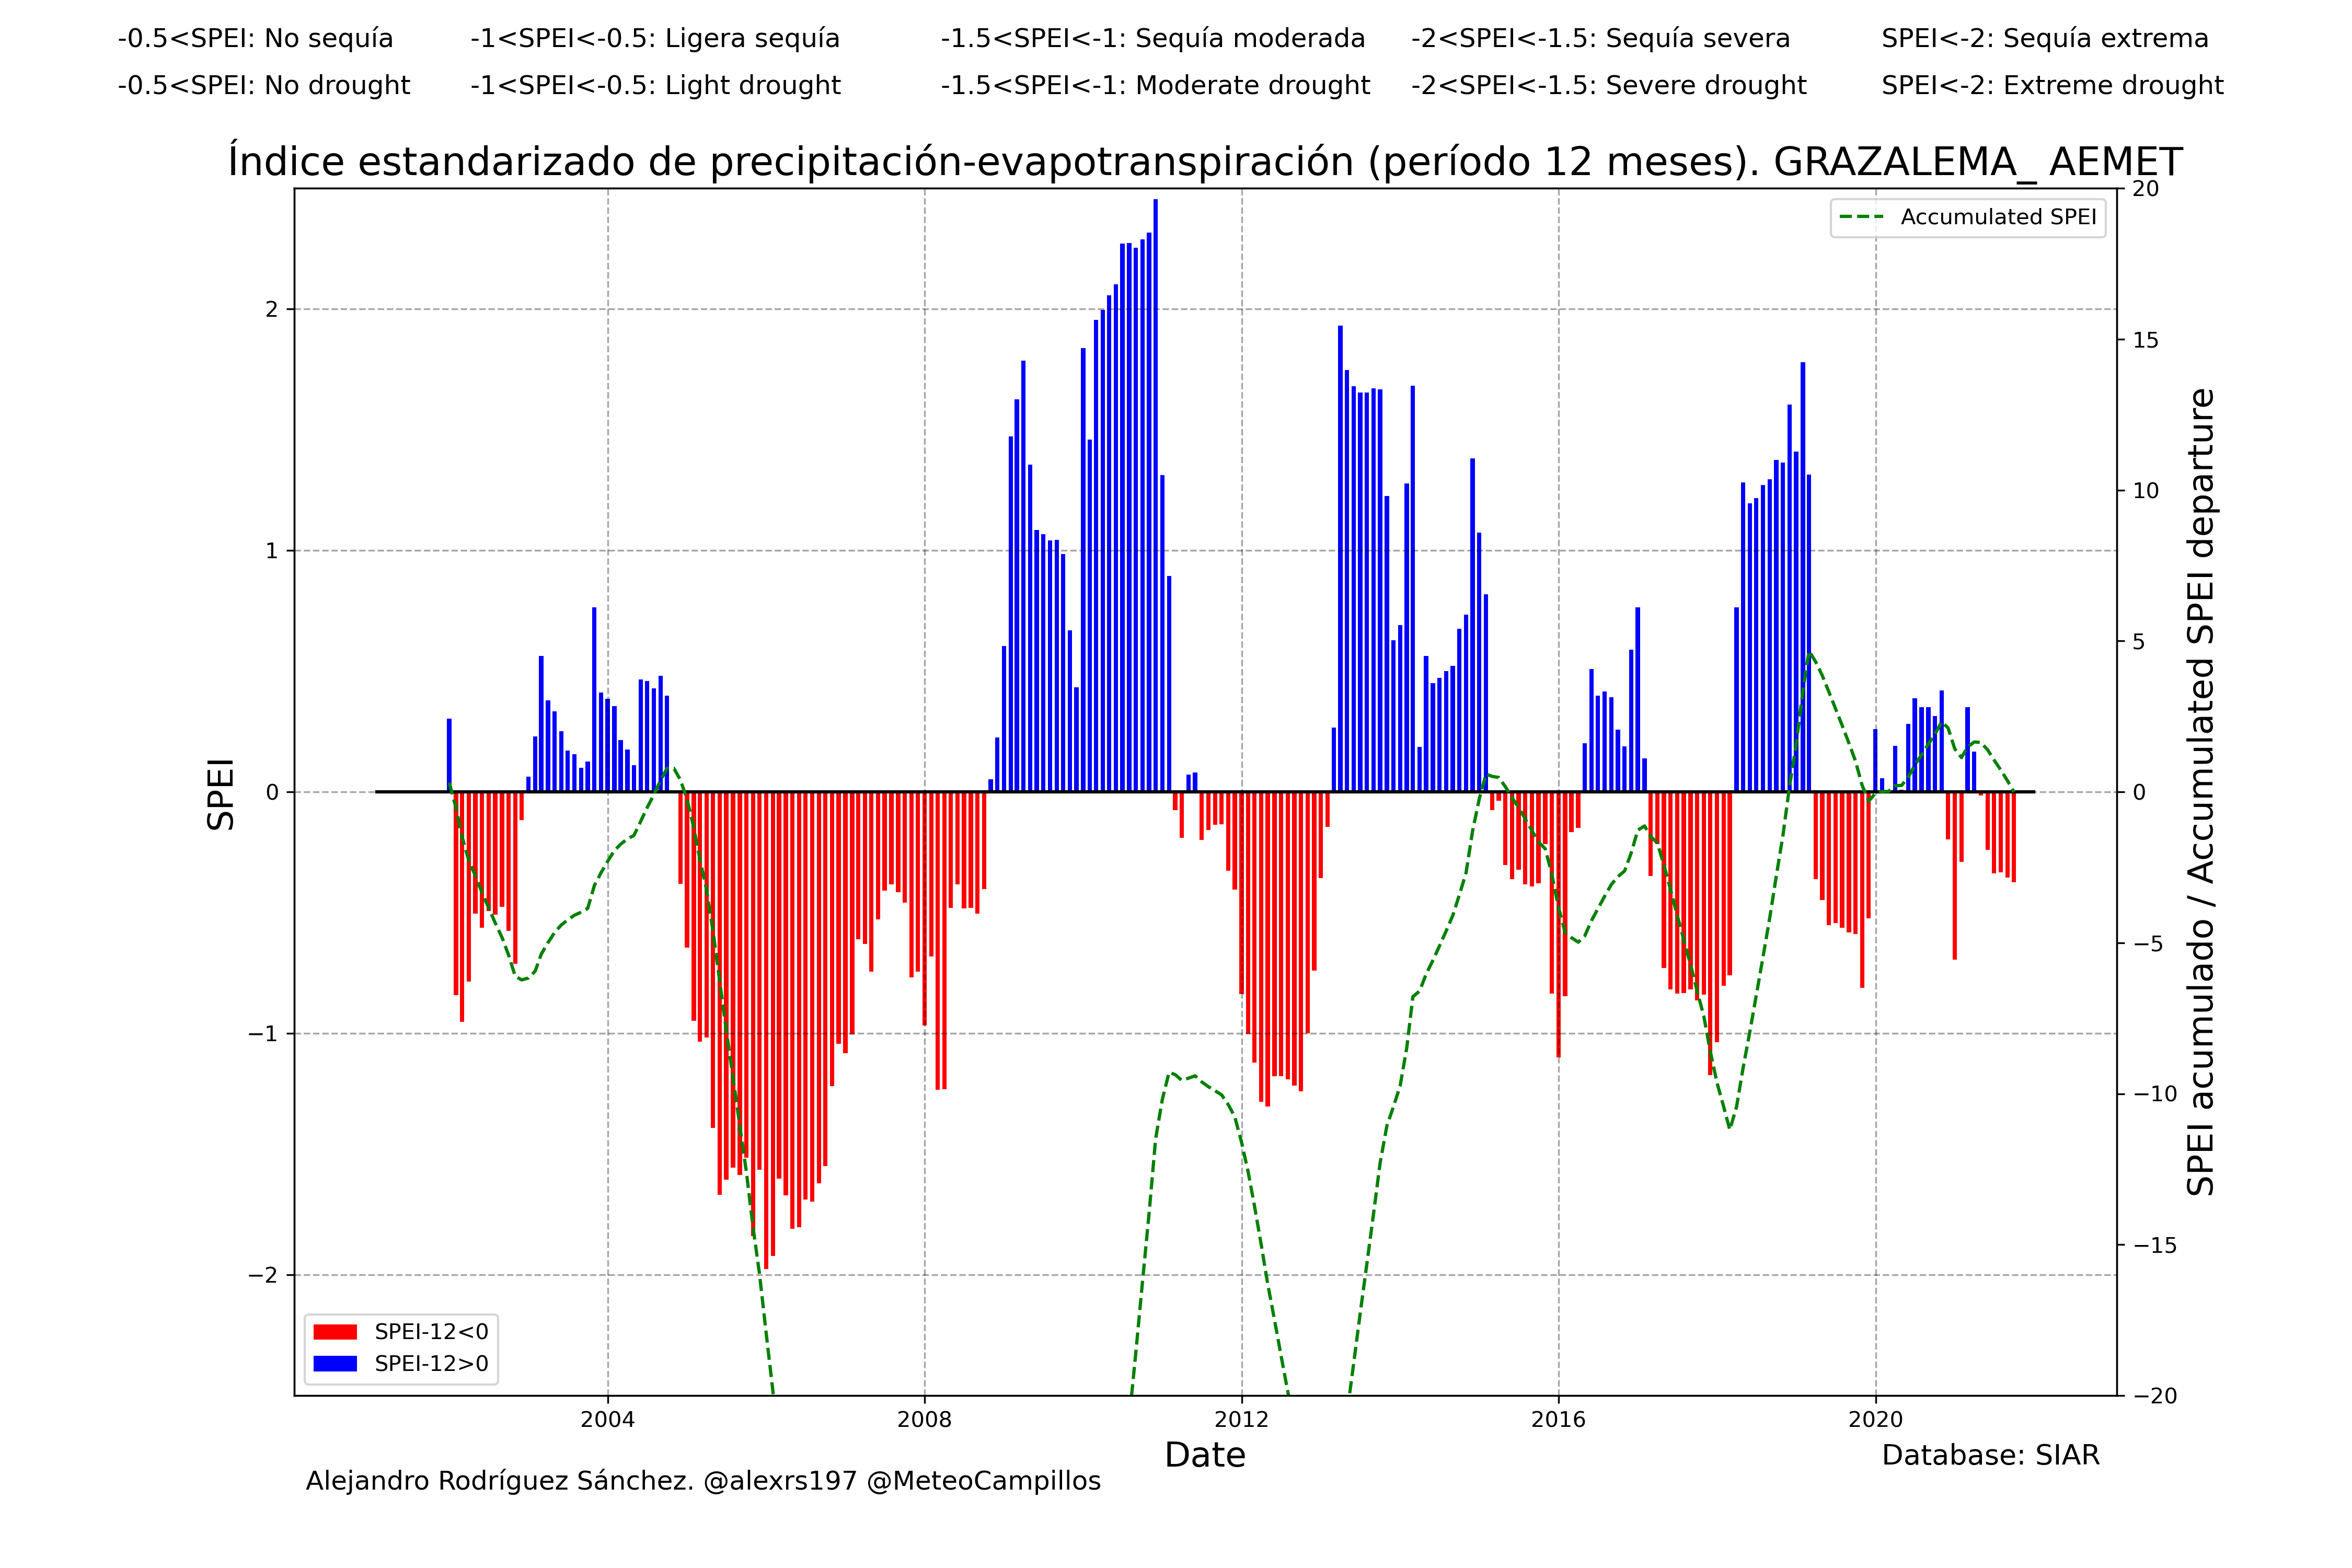 -0.5<SPEI: No sequía -1<SPEI<-0.5: Ligera sequía -1.5<SPEI<-1: Sequía moderada -2<SPEI<-1.5: Sequía severa SPEI<-2: Sequía extrema
-0.5<SPEI: No drought -1<SPEI<-0.5: Light drought -1.5<SPEI<-1: Moderate drought -2<SPEI<-1.5: Severe drought SPEI<-2: Extreme drought
Índice estandarizado de precipitación-evapotranspiración (período 12 meses). GRAZALEMA_ AEMET
Accumulated SPEI
SPEI
2
1
0
−1
−2
20
15
10
5
0
−5
−10
−15
−20
SPEI acumulado / Accumulated SPEI departure
SPEI-12<0
SPEI-12>0
2004 2008 2012 2016 2020
Date
Database: SIAR
Alejandro Rodríguez Sánchez. @alexrs197 @MeteoCampillos